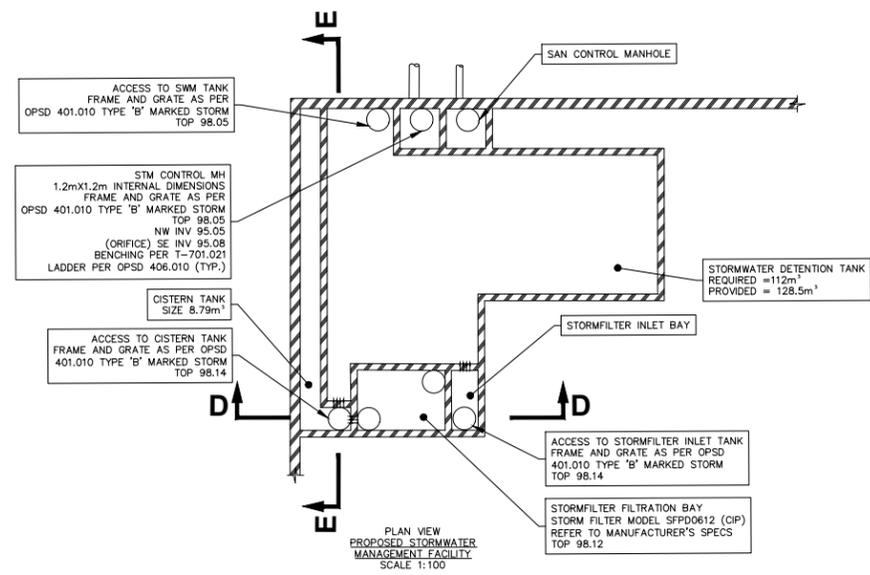 E
SAN CONTROL MANHOLE
ACCESS TO SWM TANK
FRAME AND GRATE AS PER
OPSD 401.010 TYPE 'B' MARKED STORM
TOP 98.05
STM CONTROL MH
1.2mX1.2m INTERNAL DIMENSIONS
FRAME AND GRATE AS PER
OPSD 401.010 TYPE 'B' MARKED STORM
TOP 98.05
NW INV 95.05
(ORIFICE) SE INV 95.08
BENCHING PER T-701.021
LADDER PER OPSD 406.010 (TYP.)
STORMWATER DETENTION TANK
REQUIRED =112m³
PROVIDED = 128.5m³
CISTERN TANK
SIZE 8.79m³
STORMFILTER INLET BAY
ACCESS TO CISTERN TANK
FRAME AND GRATE AS PER OPSD
401.010 TYPE 'B' MARKED STORM
TOP 98.14
D
D
ACCESS TO STORMFILTER INLET TANK
FRAME AND GRATE AS PER OPSD
401.010 TYPE 'B' MARKED STORM
TOP 98.14
E
STORMFILTER FILTRATION BAY
STORM FILTER MODEL SFPD0612 (CIP)
REFER TO MANUFACTURER'S SPECS
TOP 98.12
PLAN VIEW
PROPOSED STORMWATER
MANAGEMENT FACILITY
SCALE 1:100